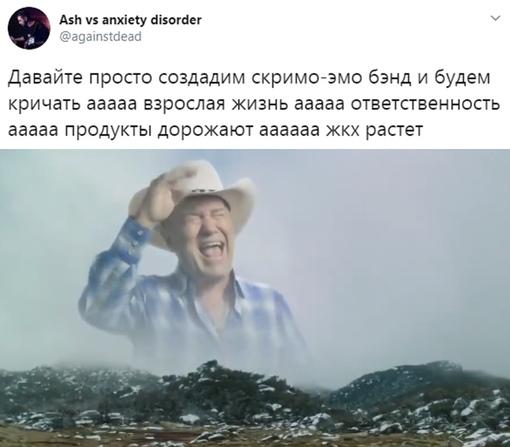 Ash vs anxiety disorder
@againstdead
Давайте просто создадим скримо-эмо бэнд и будем
кричать ааааа взрослая жизнь ааааа ответственность
ааааа продукты дорожают аааааа жкх растет